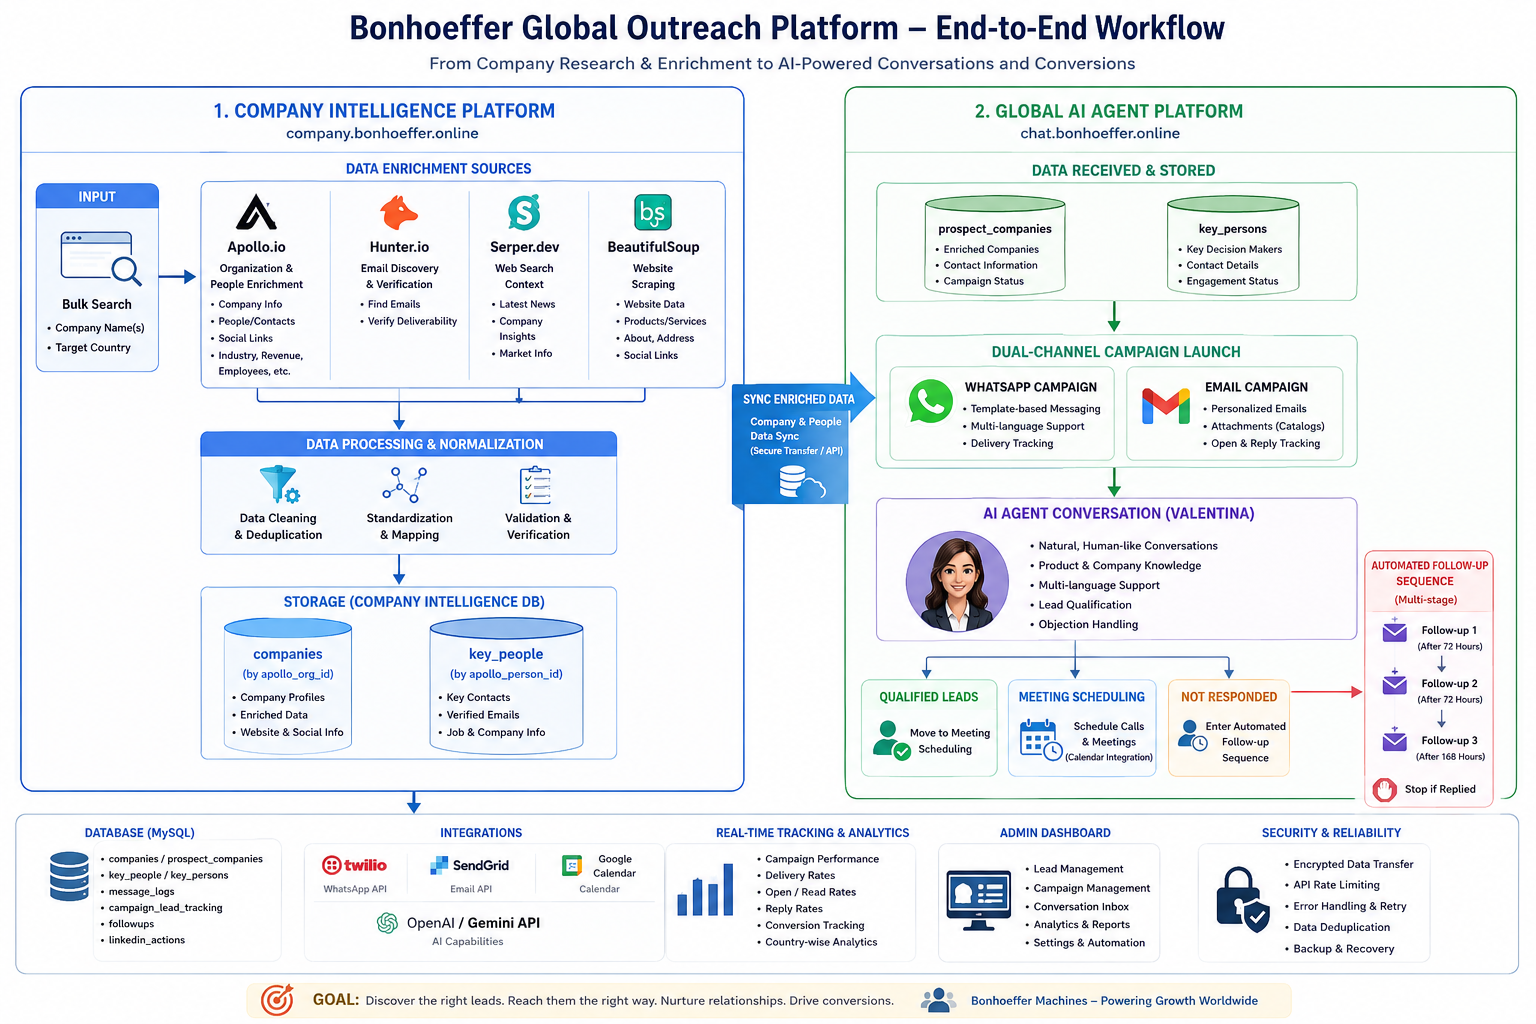 Bonhoeffer Global Outreach Platform – End-to-End Workflow
From Company Research & Enrichment to AI-Powered Conversations and Conversions
1. COMPANY INTELLIGENCE PLATFORM
company.bonhoeffer.online
DATA ENRICHMENT SOURCES
INPUT
Bulk Search
• Company Name(s)
• Target Country
Apollo.io
Organization &
People Enrichment
• Company Info
• People/Contacts
• Social Links
• Industry, Revenue,
Employees, etc.
Hunter.io
Email Discovery
& Verification
• Find Emails
• Verify Deliverability
S
Serper.dev
Web Search
Context
• Latest News
• Company
Insights
• Market Info
bs
BeautifulSoup
Website
Scraping
• Website Data
• Products/Services
• About, Address
• Social Links
DATA PROCESSING & NORMALIZATION
Data Cleaning
& Deduplication
Standardization
& Mapping
Validation &
Verification
STORAGE (COMPANY INTELLIGENCE DB)
companies
(by apollo_org_id)
• Company Profiles
• Enriched Data
• Website & Social Info
key_people
(by apollo_person_id)
• Key Contacts
• Verified Emails
• Job & Company Info
SYNC ENRICHED DATA
Company & People
Data Sync
(Secure Transfer / API)
2. GLOBAL AI AGENT PLATFORM
chat.bonhoeffer.online
DATA RECEIVED & STORED
prospect_companies
• Enriched Companies
• Contact Information
• Campaign Status
key_persons
• Key Decision Makers
• Contact Details
• Engagement Status
DUAL-CHANNEL CAMPAIGN LAUNCH
WHATSAPP CAMPAIGN
• Template-based Messaging
• Multi-language Support
• Delivery Tracking
EMAIL CAMPAIGN
• Personalized Emails
• Attachments (Catalogs)
• Open & Reply Tracking
AI AGENT CONVERSATION (VALENTINA)
• Natural, Human-like Conversations
• Product & Company Knowledge
• Multi-language Support
• Lead Qualification
• Objection Handling
QUALIFIED LEADS
Move to Meeting
Scheduling
MEETING SCHEDULING
Schedule Calls
& Meetings
(Calendar Integration)
NOT RESPONDED
Enter Automated
Follow-up
Sequence
AUTOMATED FOLLOW-UP
SEQUENCE
(Multi-stage)
Follow-up 1
(After 72 Hours)
Follow-up 2
(After 72 Hours)
Follow-up 3
(After 168 Hours)
Stop if Replied
DATABASE (MySQL)
• companies / prospect_companies
• key_people / key_persons
• message_logs
• campaign_lead_tracking
• followups
• linkedin_actions
INTEGRATIONS
twilio
WhatsApp API
SendGrid
Email API
Google
Calendar
Calendar
OpenAI / Gemini API
AI Capabilities
REAL-TIME TRACKING & ANALYTICS
• Campaign Performance
• Delivery Rates
• Open / Read Rates
• Reply Rates
• Conversion Tracking
• Country-wise Analytics
ADMIN DASHBOARD
• Lead Management
• Campaign Management
• Conversation Inbox
• Analytics & Reports
• Settings & Automation
SECURITY & RELIABILITY
• Encrypted Data Transfer
• API Rate Limiting
• Error Handling & Retry
• Data Deduplication
• Backup & Recovery
GOAL: Discover the right leads. Reach them the right way. Nurture relationships. Drive conversions.
Bonhoeffer Machines – Powering Growth Worldwide